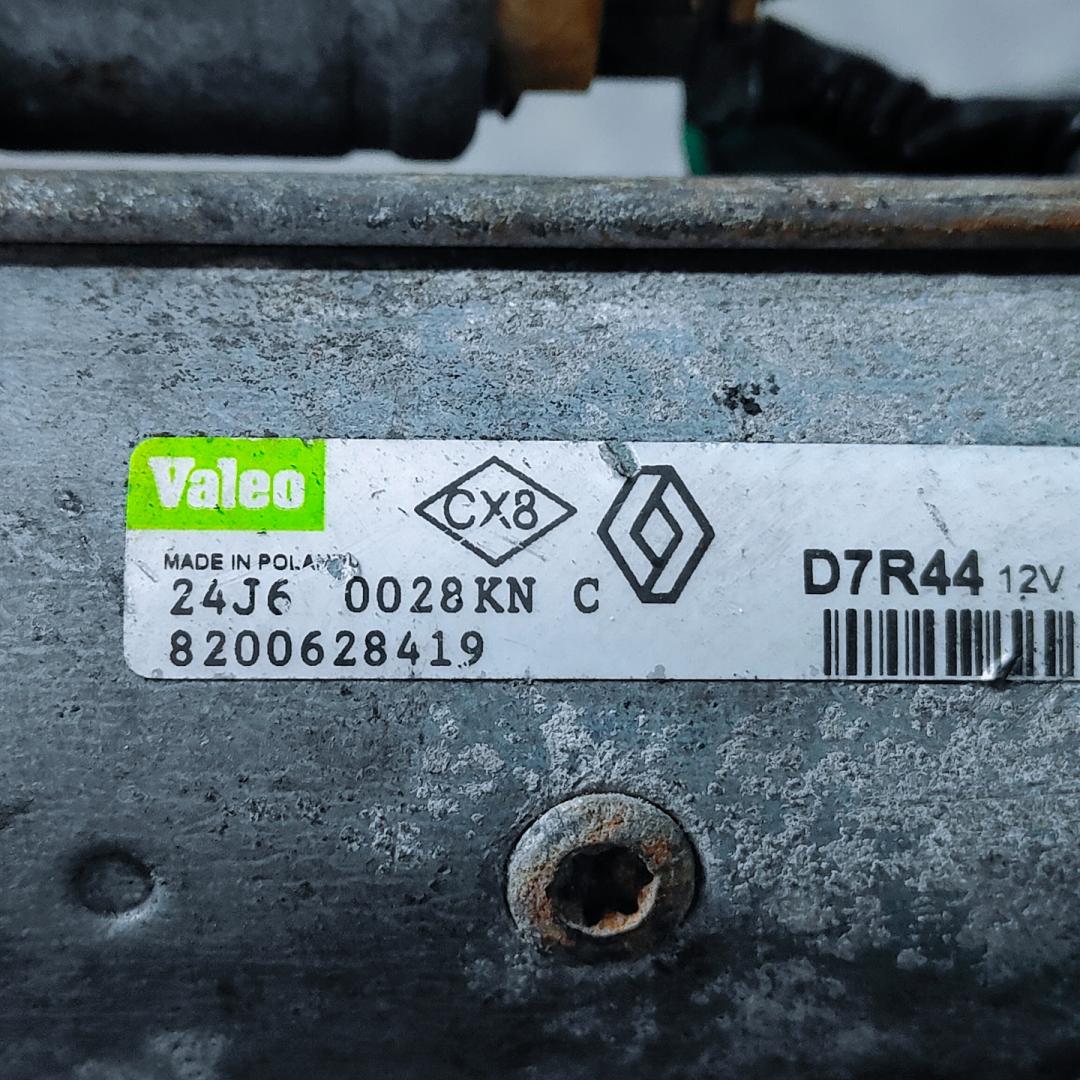 Valeo
CX8
MADE IN POLAND
24J6 0028KN C
8200628419
D7R44 12V